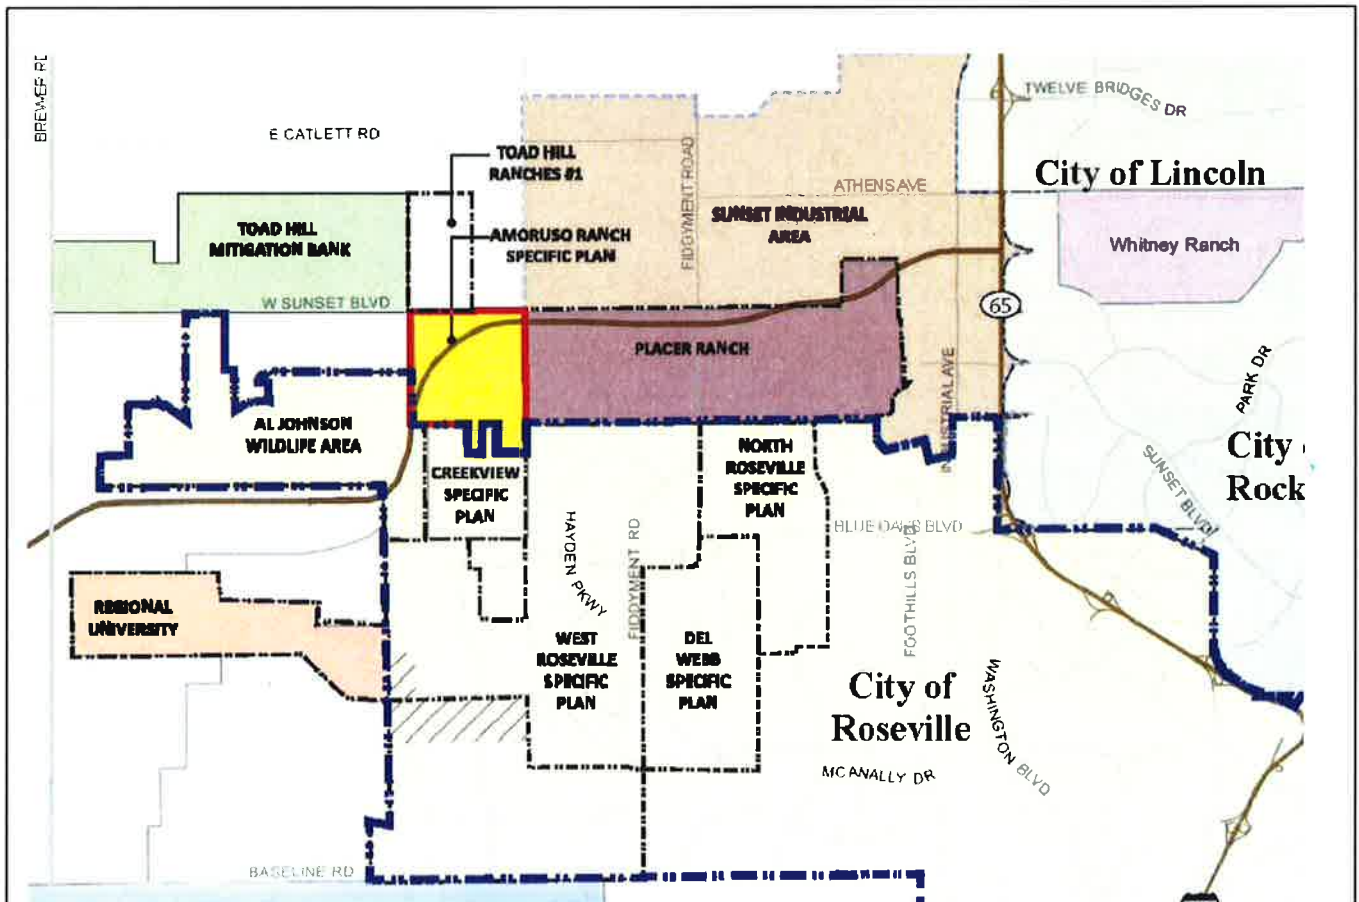 BREWER RD
E CATLETT RD
TOAD HILL
RANCHES #1
TWELVE BRIDGES DR
City of Lincoln
FIDDYMENT ROAD
ATHENS AVE
TOAD HILL
MITIGATION BANK
AMORUSO RANCH
SPECIFIC PLAN
SUNSET INDUSTRIAL
AREA
Whitney Ranch
W SUNSET BLVD
65
PLACER RANCH
INDUSTRIAL AVE
PARK DR
AL JOHNSON
WILDLIFE AREA
City
Rock
SUNSET BLVD
CREEKVIEW
SPECIFIC
PLAN
NORTH
ROSEVILLE
SPECIFIC
PLAN
HAYDEN PKWY
FIDDYMENT RD
BLUE OAKS BLVD
FOOTHILLS BLVD
REGIONAL
UNIVERSITY
WEST
ROSEVILLE
SPECIFIC
PLAN
DEL
WEBB
SPECIFIC
PLAN
City of
Roseville
WASHINGTON BLVD
MCANALLY DR
BASELINE RD